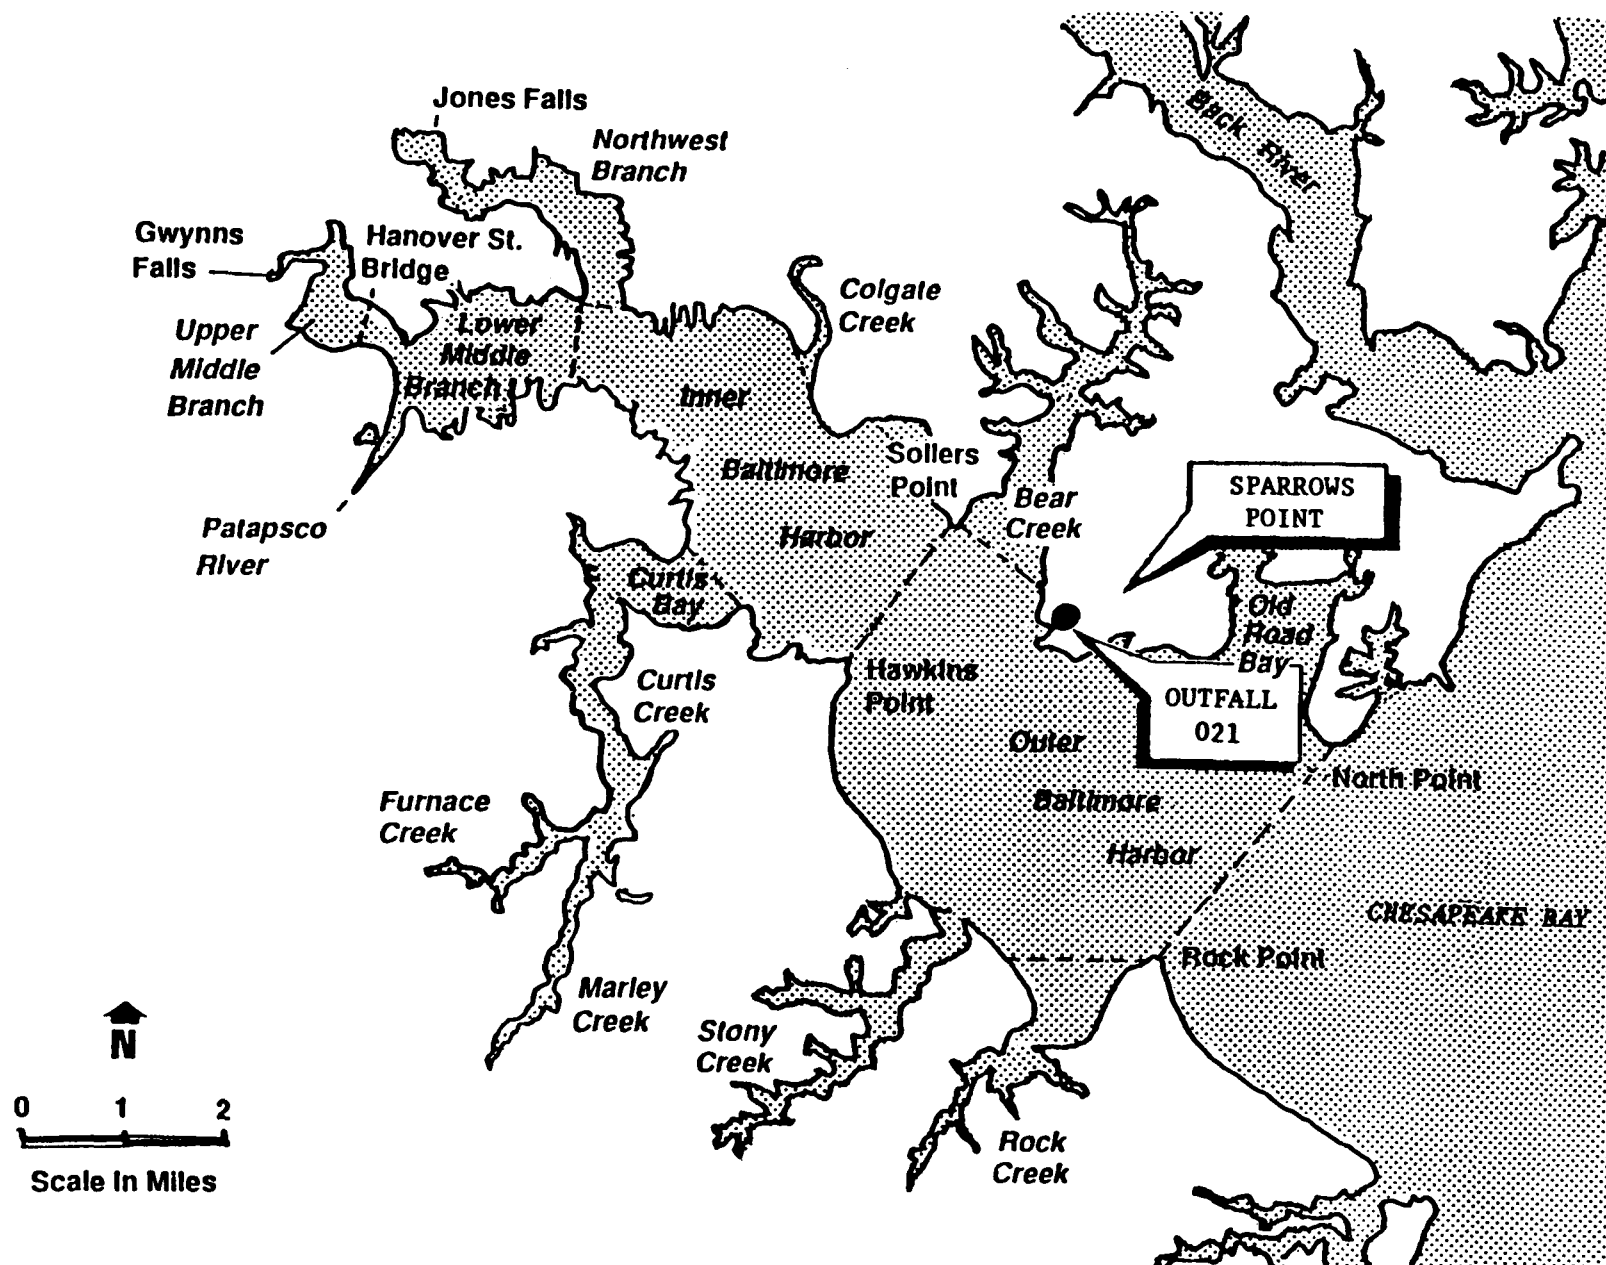 Jones Falls
Northwest
Branch
Back River
Gwynns
Falls
Hanover St.
Bridge
Colgate
Creek
Upper
Middle
Branch
Lower
Middle
Branch
Inner
Baltimore
Harbor
Sollers
Point
Bear
Creek
SPARROWS
POINT
Patapsco
River
Curtis
Bay
Old
Road
Bay
Hawkins
Point
Curtis
Creek
OUTFALL
021
Outer
Baltimore
Harbor
North Point
Furnace
Creek
CHESAPEAKE BAY
Rock Point
Marley
Creek
Stony
Creek
N
Rock
Creek
0 1 2
Scale In Miles